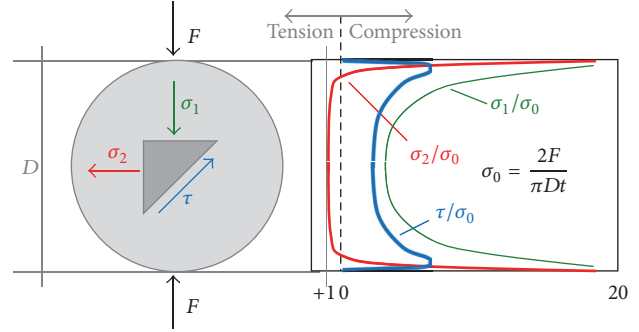 F
Tension Compression
σ1
σ1/σ0
D
σ2
σ2/σ0
σ0 = 2F/πDt
τ
τ/σ0
F
+1 0 20